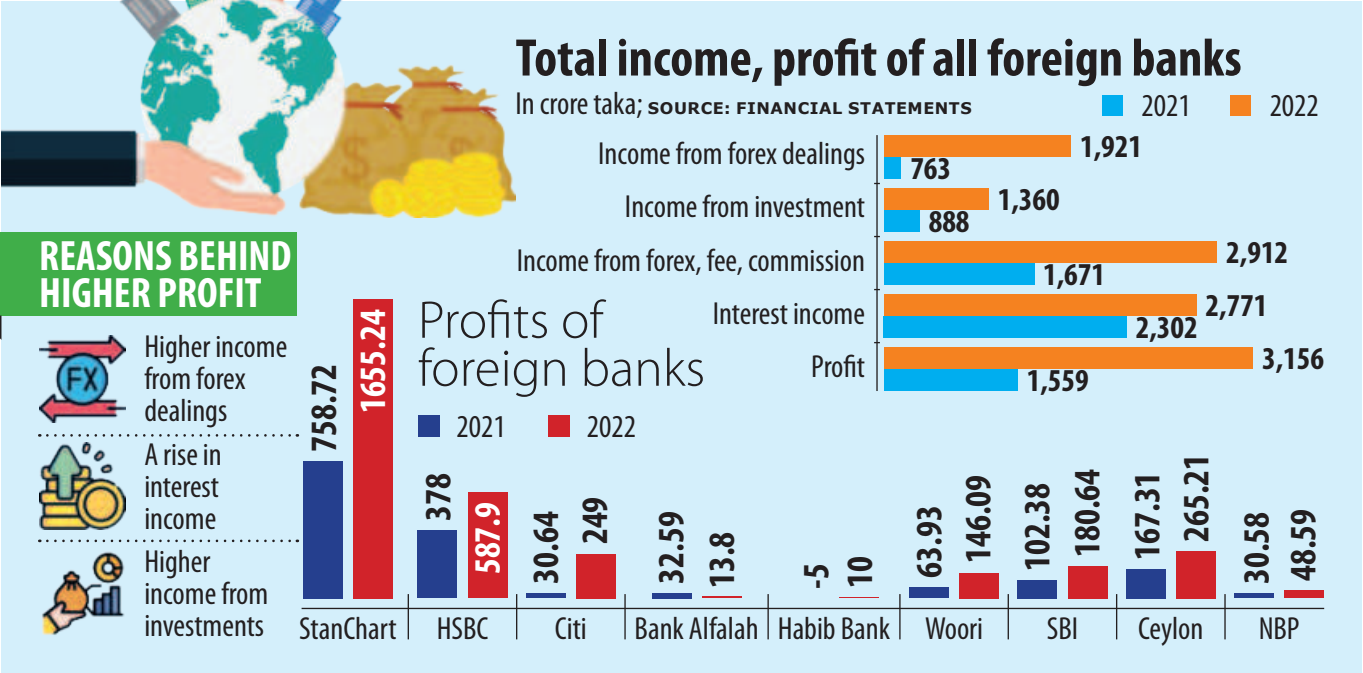 Total income, profit of all foreign banks
In crore taka; SOURCE: FINANCIAL STATEMENTS
2021 2022
Income from forex dealings
1,921
763
Income from investment
1,360
888
Income from forex, fee, commission
2,912
1,671
Interest income
2,771
2,302
Profit
3,156
1,559
REASONS BEHIND
HIGHER PROFIT
FX
Higher income
from forex
dealings
A rise in
interest
income
Higher
income from
investments
Profits of
foreign banks
2021 2022
758.72
1655.24
StanChart
378
587.9
HSBC
30.64
249
Citi
32.59
13.8
Bank Alfalah
-5
10
Habib Bank
63.93
146.09
Woori
102.38
180.64
SBI
167.31
265.21
Ceylon
30.58
48.59
NBP